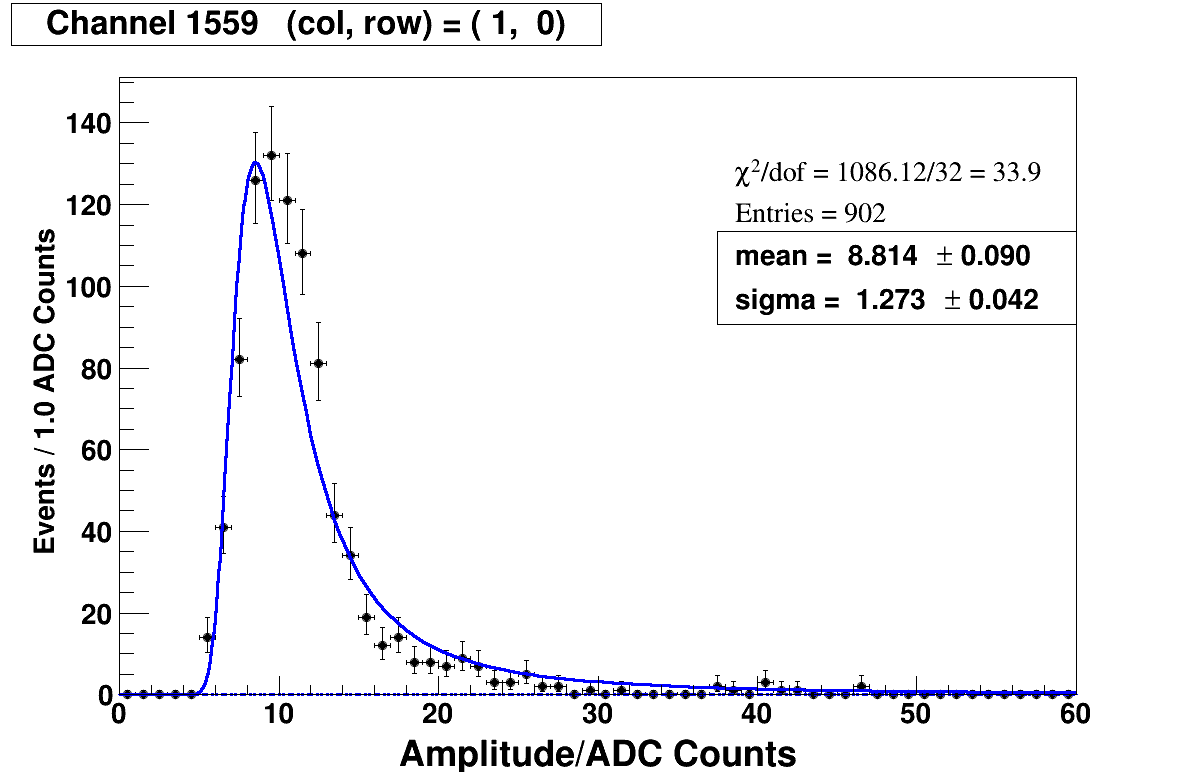 Channel 1559 (col, row) = ( 1, 0)
χ²/dof = 1086.12/32 = 33.9
Entries = 902
mean = 8.814 ± 0.090
sigma = 1.273 ± 0.042
Events / 1.0 ADC Counts
140
120
100
80
60
40
20
0
0 10 20 30 40 50 60
Amplitude/ADC Counts